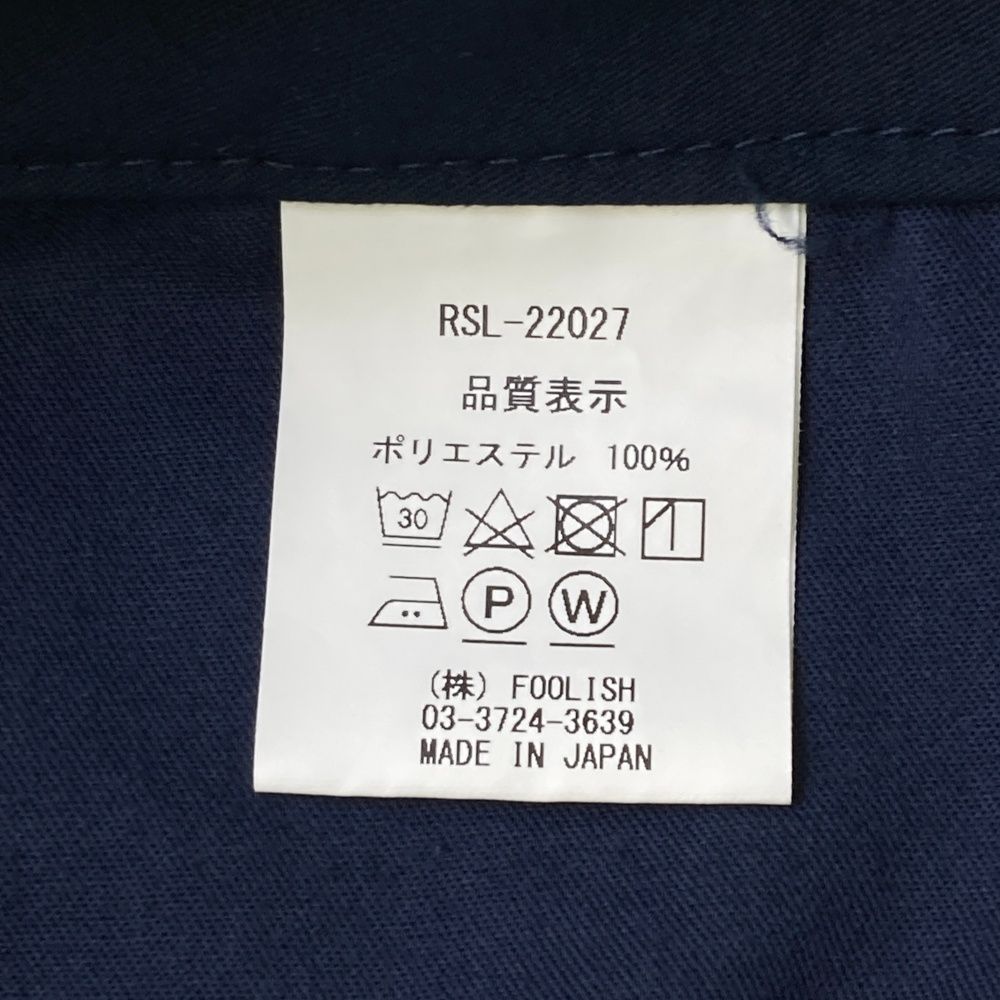 RSL-22027
品質表示
ポリエステル 100%
30
P W
(株) FOOLISH
03-3724-3639
MADE IN JAPAN